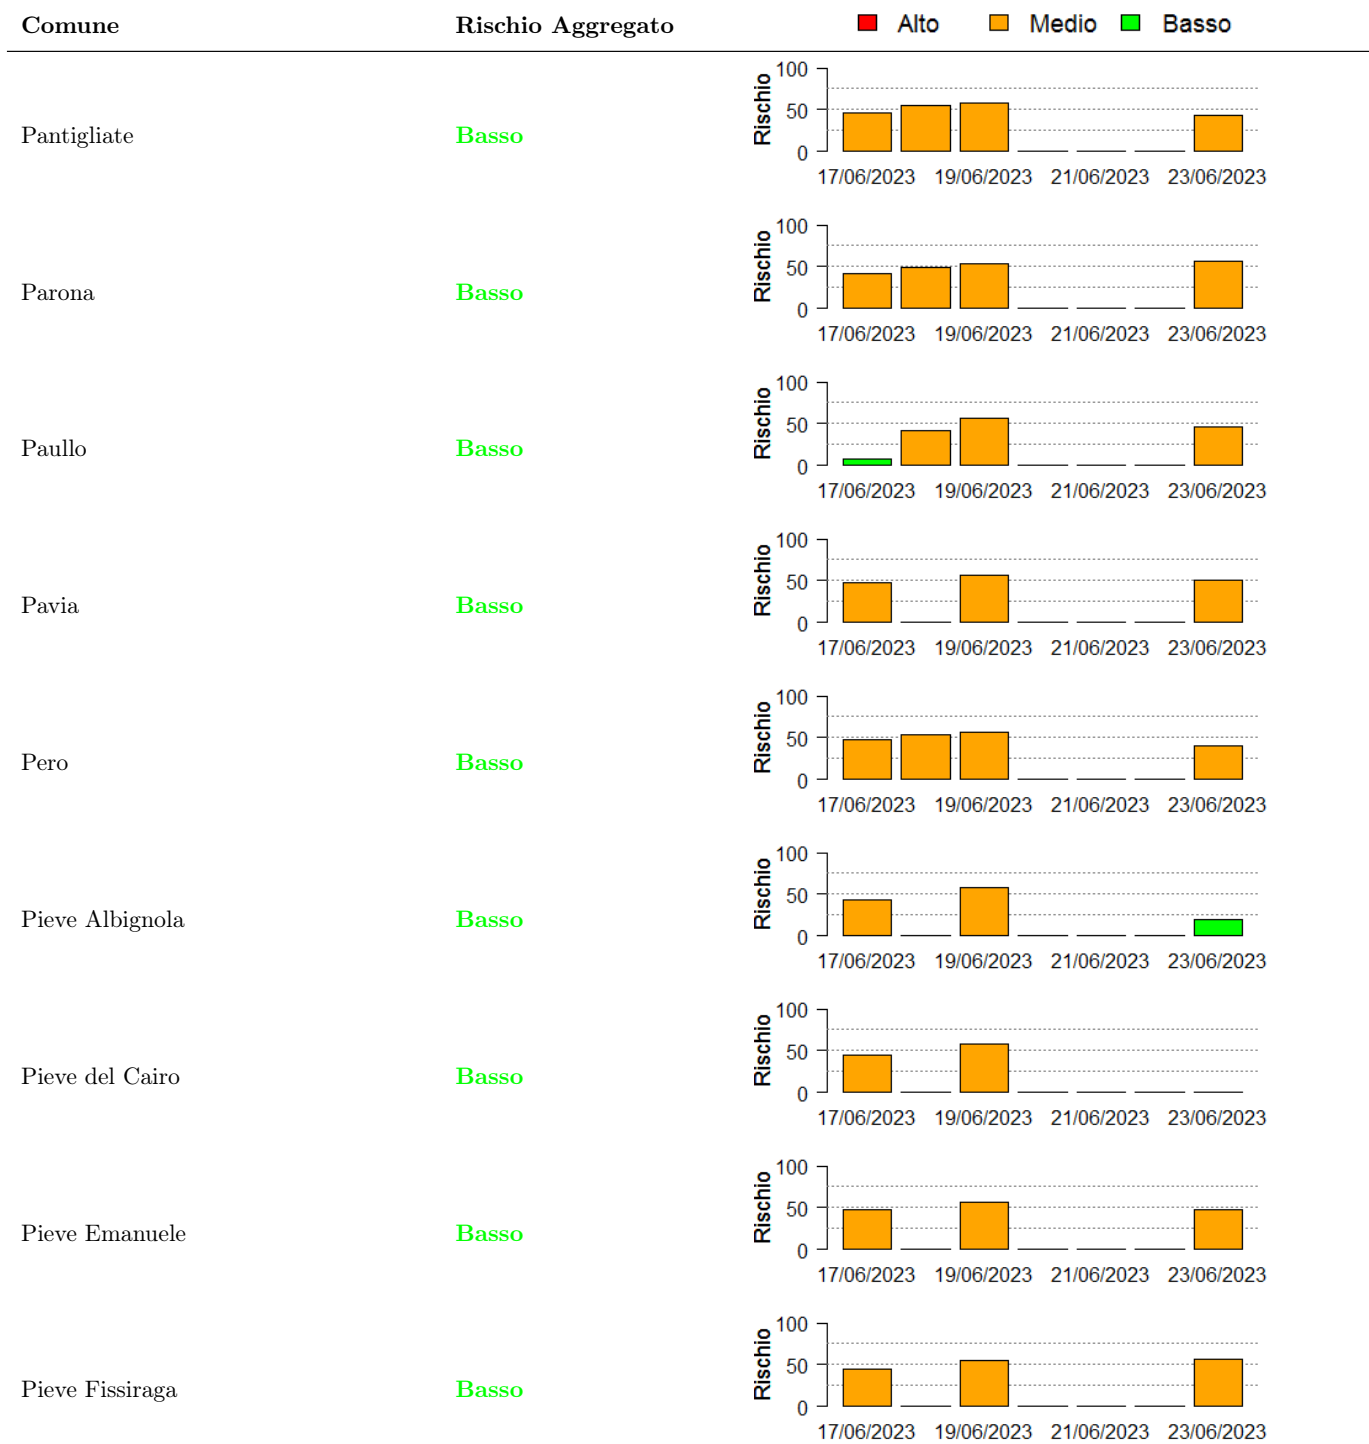 Comune Rischio Aggregato Alto Medio Basso
Pantigliate Basso
Rischio
100
50
0
17/06/2023 19/06/2023 21/06/2023 23/06/2023
Parona Basso
Rischio
100
50
0
17/06/2023 19/06/2023 21/06/2023 23/06/2023
Paullo Basso
Rischio
100
50
0
17/06/2023 19/06/2023 21/06/2023 23/06/2023
Pavia Basso
Rischio
100
50
0
17/06/2023 19/06/2023 21/06/2023 23/06/2023
Pero Basso
Rischio
100
50
0
17/06/2023 19/06/2023 21/06/2023 23/06/2023
Pieve Albignola Basso
Rischio
100
50
0
17/06/2023 19/06/2023 21/06/2023 23/06/2023
Pieve del Cairo Basso
Rischio
100
50
0
17/06/2023 19/06/2023 21/06/2023 23/06/2023
Pieve Emanuele Basso
Rischio
100
50
0
17/06/2023 19/06/2023 21/06/2023 23/06/2023
Pieve Fissiraga Basso
Rischio
100
50
0
17/06/2023 19/06/2023 21/06/2023 23/06/2023